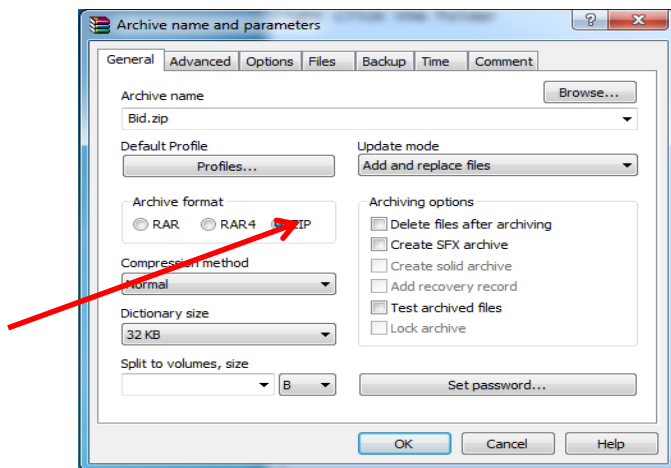 Archive name and parameters
General Advanced Options Files Backup Time Comment
Archive name
Browse...
Bid.zip
Default Profile
Profiles...
Update mode
Add and replace files
Archive format
RAR RAR4 ZIP
Compression method
Normal
Dictionary size
32 KB
Split to volumes, size
B
Archiving options
Delete files after archiving
Create SFX archive
Create solid archive
Add recovery record
Test archived files
Lock archive
Set password...
OK Cancel Help